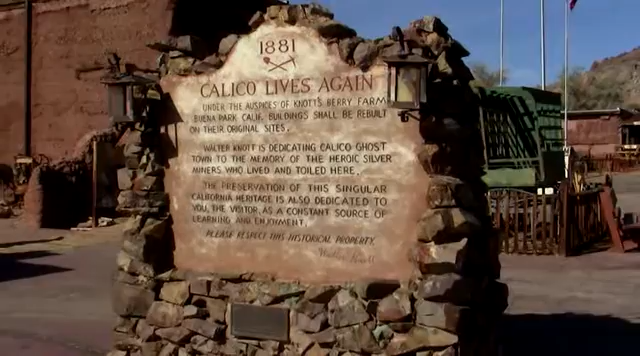 1881
CALICO LIVES AGAIN
UNDER THE AUSPICES OF KNOTT'S BERRY FARM
BUENA PARK, CALIF. BUILDINGS SHALL BE REBUILT
ON THEIR ORIGINAL SITES.
WALTER KNOTT IS DEDICATING CALICO GHOST
TOWN TO THE MEMORY OF THE HEROIC SILVER
MINERS WHO LIVED AND TOILED HERE.
THE PRESERVATION OF THIS SINGULAR
CALIFORNIA HERITAGE IS ALSO DEDICATED TO
YOU, THE VISITOR, AS A CONSTANT SOURCE OF
LEARNING AND ENJOYMENT.
PLEASE RESPECT THIS HISTORICAL PROPERTY.
Walter Knott